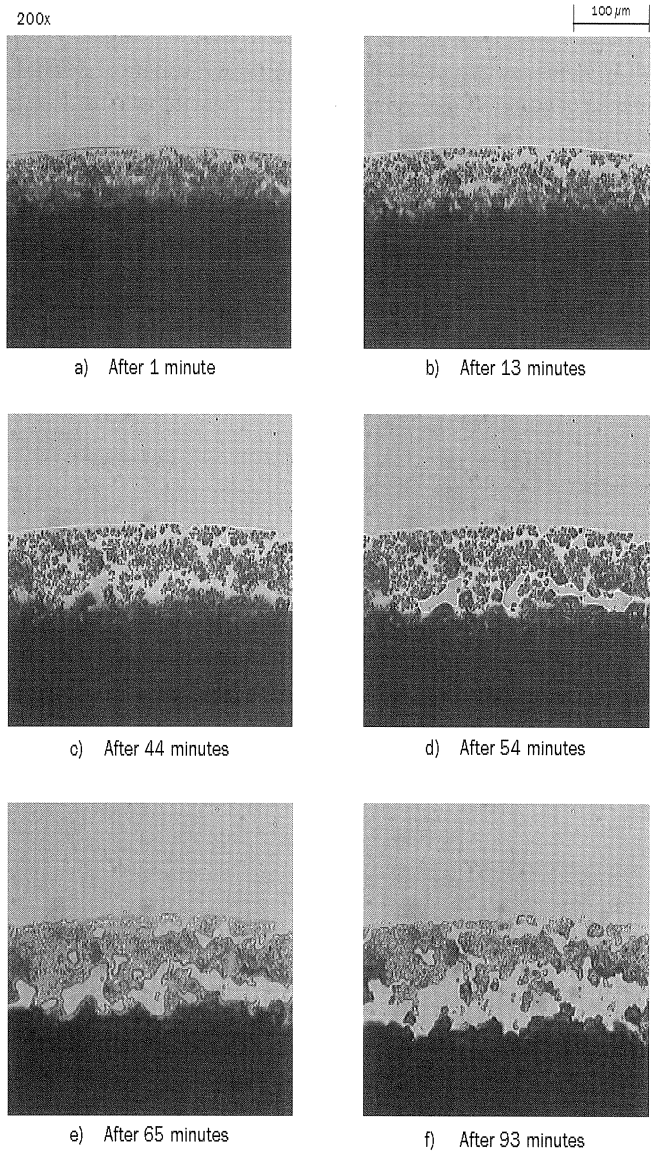 200x
100 µm
a) After 1 minute
b) After 13 minutes
c) After 44 minutes
d) After 54 minutes
e) After 65 minutes
f) After 93 minutes